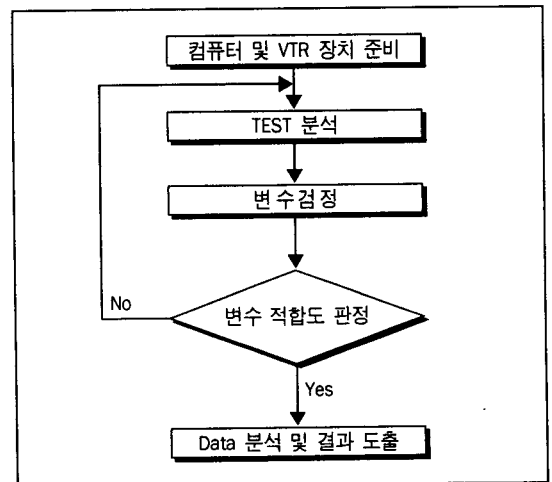 컴퓨터 및 VTR 장치 준비
TEST 분석
변수검정
No
변수 적합도 판정
Yes
Data 분석 및 결과 도출